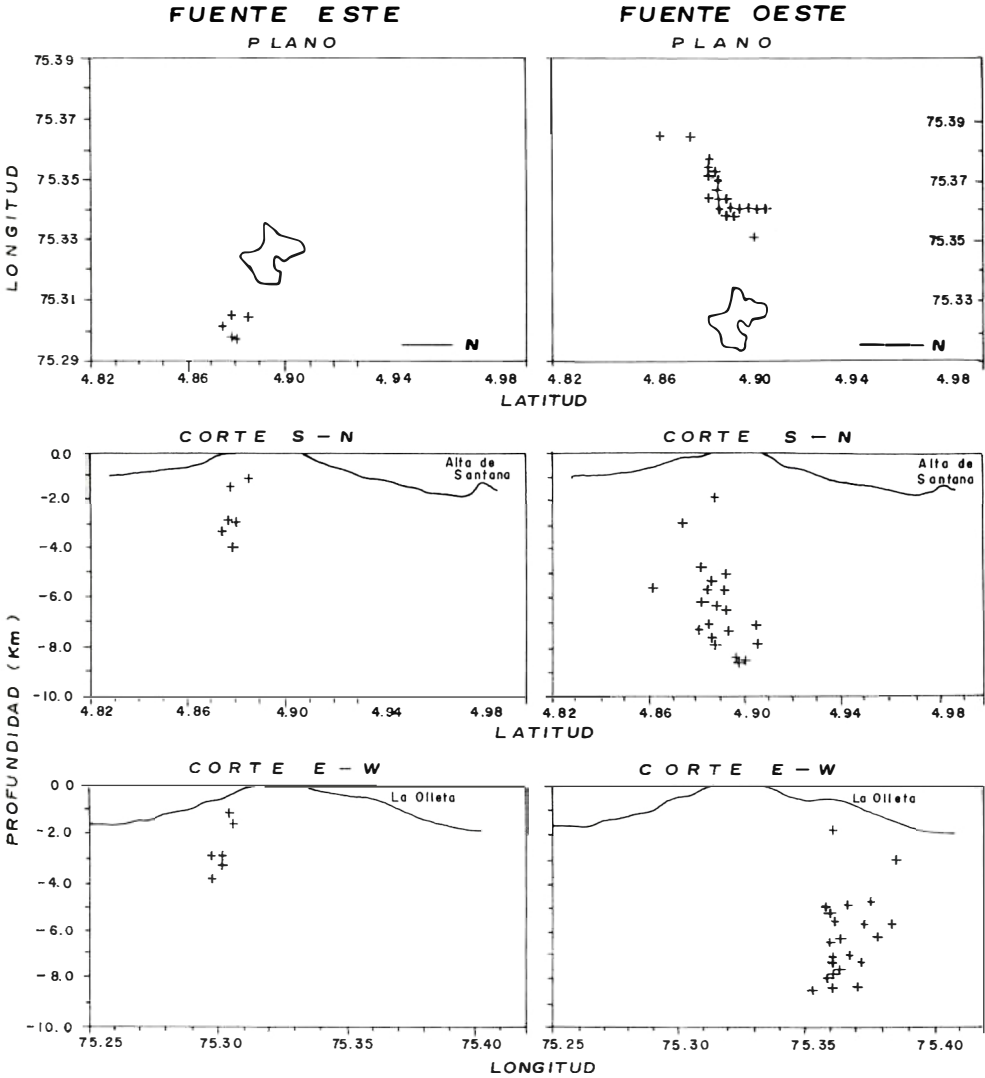 FUENTE ESTE
FUENTE OESTE
PLANO
PLANO
75.39
75.37
75.35
75.33
75.31
75.29
LONGITUD
75.39
75.37
75.35
75.33
N
N
4.82
4.86
4.90
4.94
4.98
4.82
4.86
4.90
4.94
4.98
LATITUD
CORTE S-N
CORTE S-N
0.0
-2.0
-4.0
-6.0
-8.0
-10.0
Alta de
Santana
Alta de
Santana
4.82
4.86
4.90
4.94
4.98
4.82
4.86
4.90
4.94
4.98
LATITUD
PROFUNDIDAD (Km)
CORTE E-W
CORTE E-W
0.0
-2.0
-4.0
-6.0
-8.0
-10.0
La Olleta
La Olleta
75.25
75.30
75.35
75.40
75.25
75.30
75.35
75.40
LONGITUD